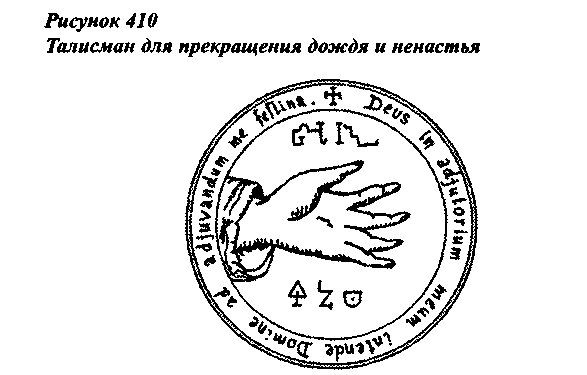 Рисунок 410
Талисман для прекращения дождя и ненастья
✠ Deus in adjutorium meum intende Domine ad adjuvandum me festina.